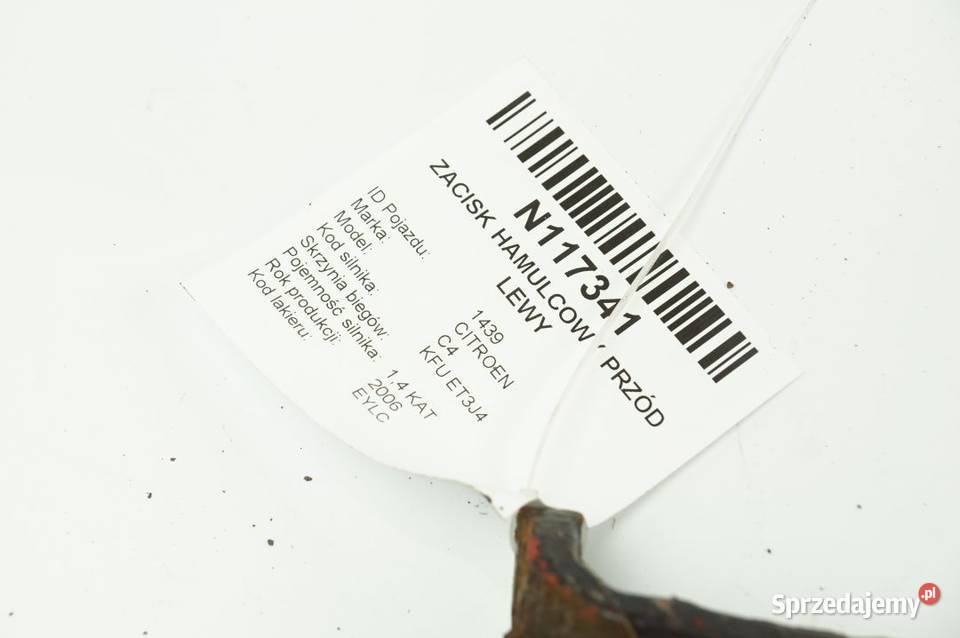 N117341
ZACISK HAMULCOWY PRZÓD
LEWY
ID Pojazdu: 1439
Marka: CITROEN
Model: C4
Kod silnika: KFU ET3J4
Skrzynia biegów:
Pojemność silnika: 1.4 KAT
Rok produkcji: 2006
Kod lakieru: EYLC
Sprzedajemy.pl